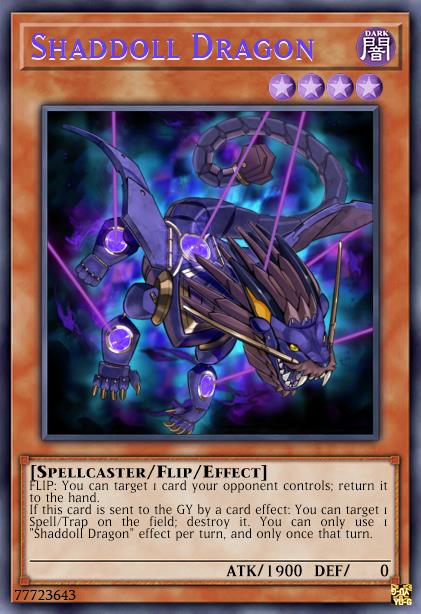 Shaddoll Dragon
DARK
闇
[Spellcaster/Flip/Effect]
FLIP: You can target 1 card your opponent controls; return it
to the hand.
If this card is sent to the GY by a card effect: You can target 1
Spell/Trap on the field; destroy it. You can only use 1
"Shaddoll Dragon" effect per turn, and only once that turn.
ATK/1900 DEF/ 0
77723643